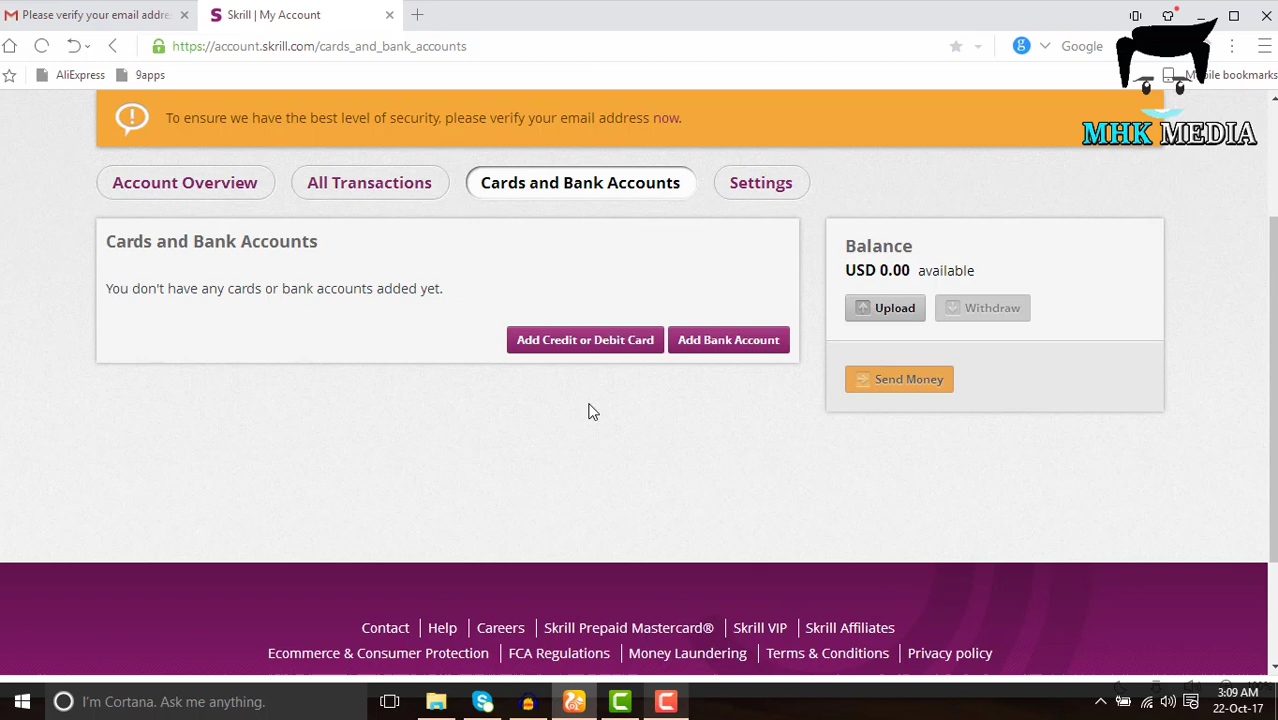 Please verify your email addre
Skrill | My Account
https://account.skrill.com/cards_and_bank_accounts
Google
AliExpress
9apps
bookmarks
MHK MEDIA
To ensure we have the best level of security, please verify your email address now.
Account Overview
All Transactions
Cards and Bank Accounts
Settings
Cards and Bank Accounts
You don't have any cards or bank accounts added yet.
Add Credit or Debit Card
Add Bank Account
Balance
USD 0.00 available
Upload
Withdraw
Send Money
Contact | Help | Careers | Skrill Prepaid Mastercard® | Skrill VIP | Skrill Affiliates
Ecommerce & Consumer Protection | FCA Regulations | Money Laundering | Terms & Conditions | Privacy policy
I'm Cortana. Ask me anything.
3:09 AM
22-Oct-17